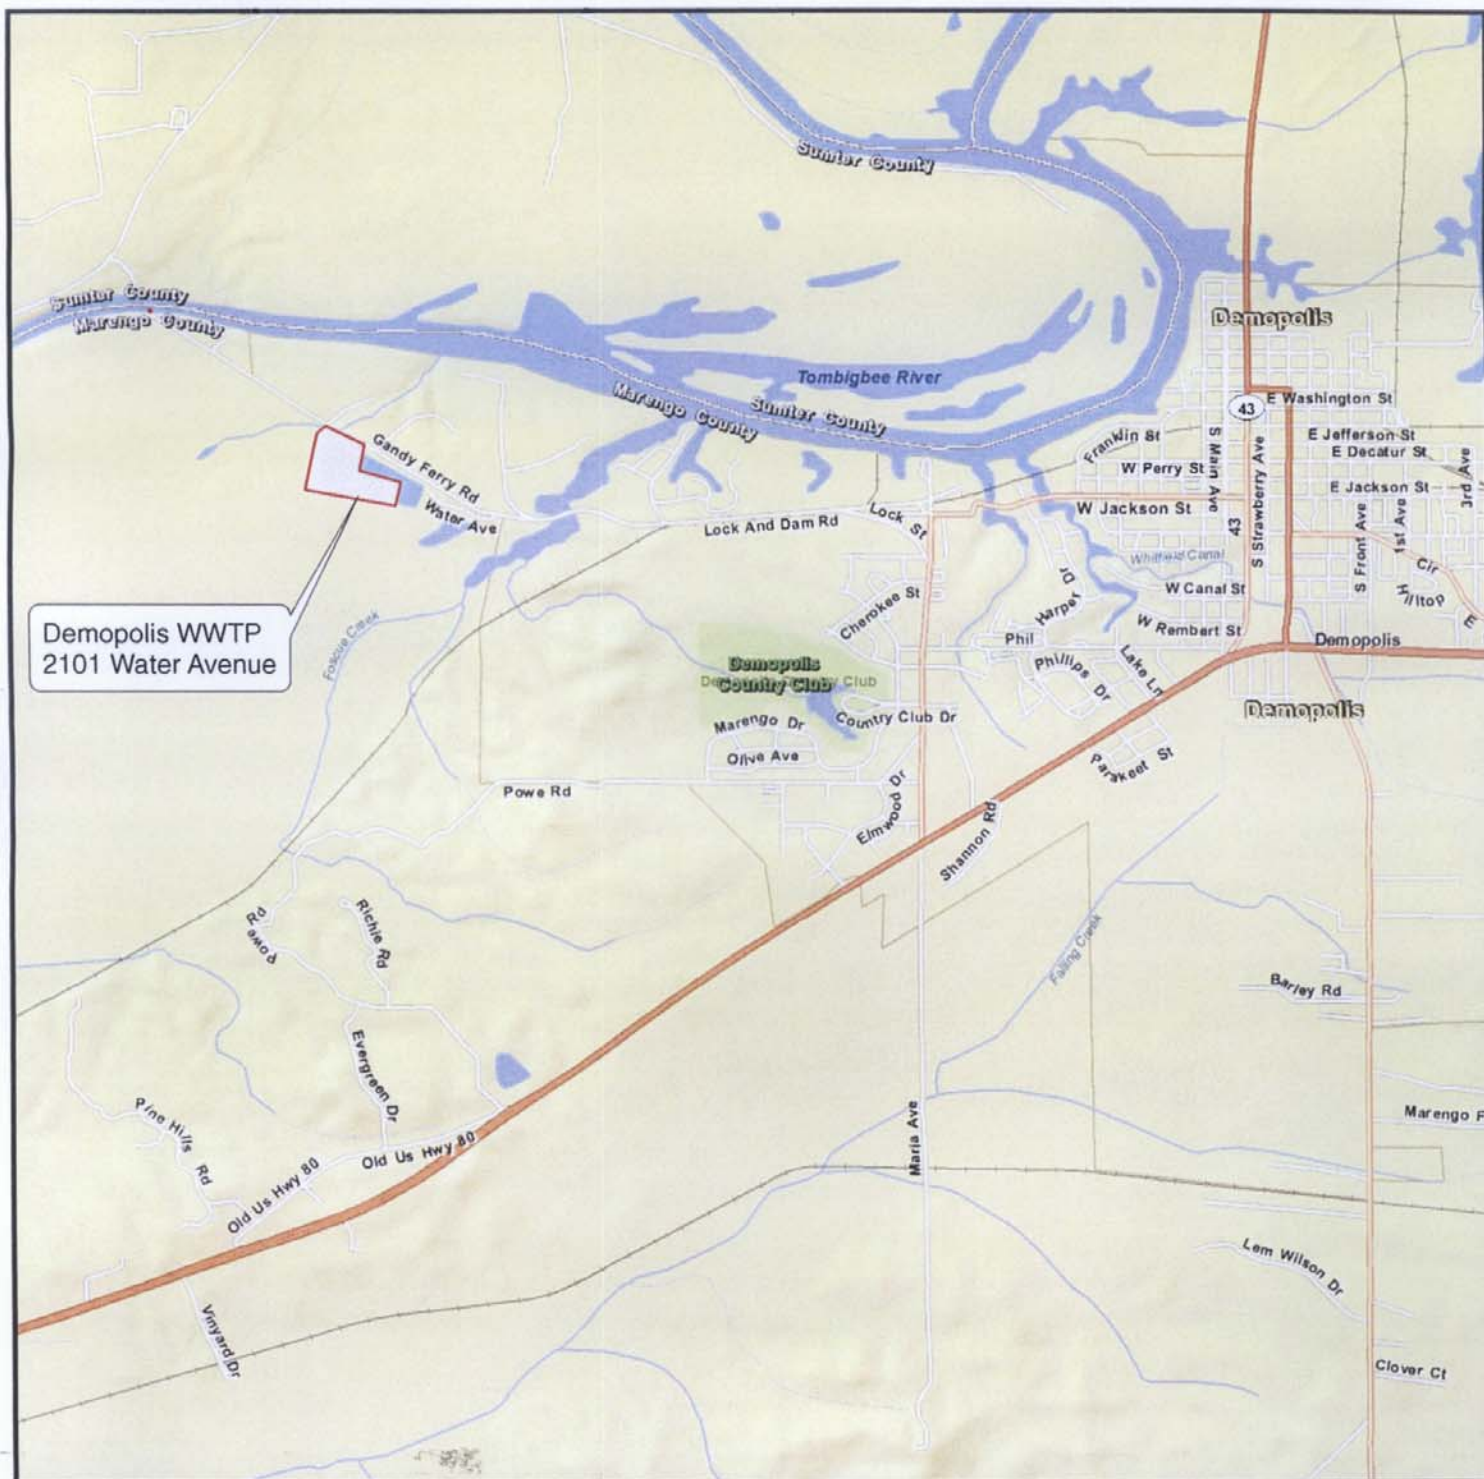 Sumter County
Sumter County
Marengo County
Demopolis
Tombigbee River
Marengo County
Sumter County
43
E Washington St
Gandy Ferry Rd
Water Ave
Franklin St
S Main Ave
E Jefferson St
E Decatur St
W Perry St
E Jackson St
3rd Ave
W Jackson St
Lock And Dam Rd
Lock St
43
S Strawberry Ave
S Front Ave
1st Ave
Whitfield Canal
Cir
Hilltop
E
W Canal St
Harper Dr
Cherokee St
W Rembert St
Demopolis WWTP
2101 Water Avenue
Foscue Creek
Phil
Phillips Dr
Lake Ln
Demopolis
Demopolis
Country Club
Country Club Dr
Demopolis
Marengo Dr
Olive Ave
Parakeet St
Powe Rd
Elmwood Dr
Shannon Rd
Powe Rd
Richie Rd
Falling Creek
Barley Rd
Evergreen Dr
Pine Hills Rd
Old Us Hwy 80
Old Us Hwy 80
Maria Ave
Marengo
Lem Wilson Dr
Vinyard Dr
Clover Ct